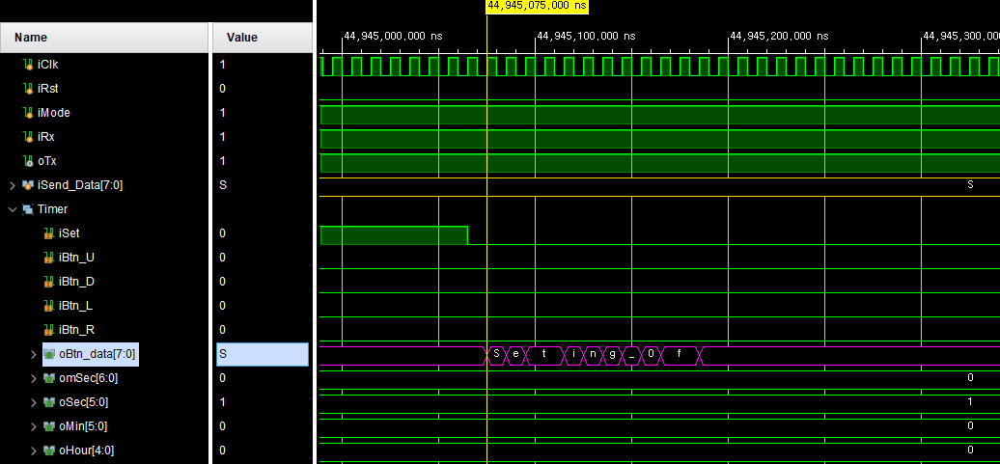 44,945,075,000 ns
Name Value
44,945,000,000 ns 44,945,100,000 ns 44,945,200,000 ns 44,945,300,000
iClk 1
iRst 0
iMode 1
iRx 1
oTx 1
iSend_Data[7:0] S S
Timer
iSet 0
iBtn_U 0
iBtn_D 0
iBtn_L 0
iBtn_R 0
oBtn_data[7:0] S S e t i n g _ O f
omSec[6:0] 0 0
oSec[5:0] 1 1
oMin[5:0] 0 0
oHour[4:0] 0 0